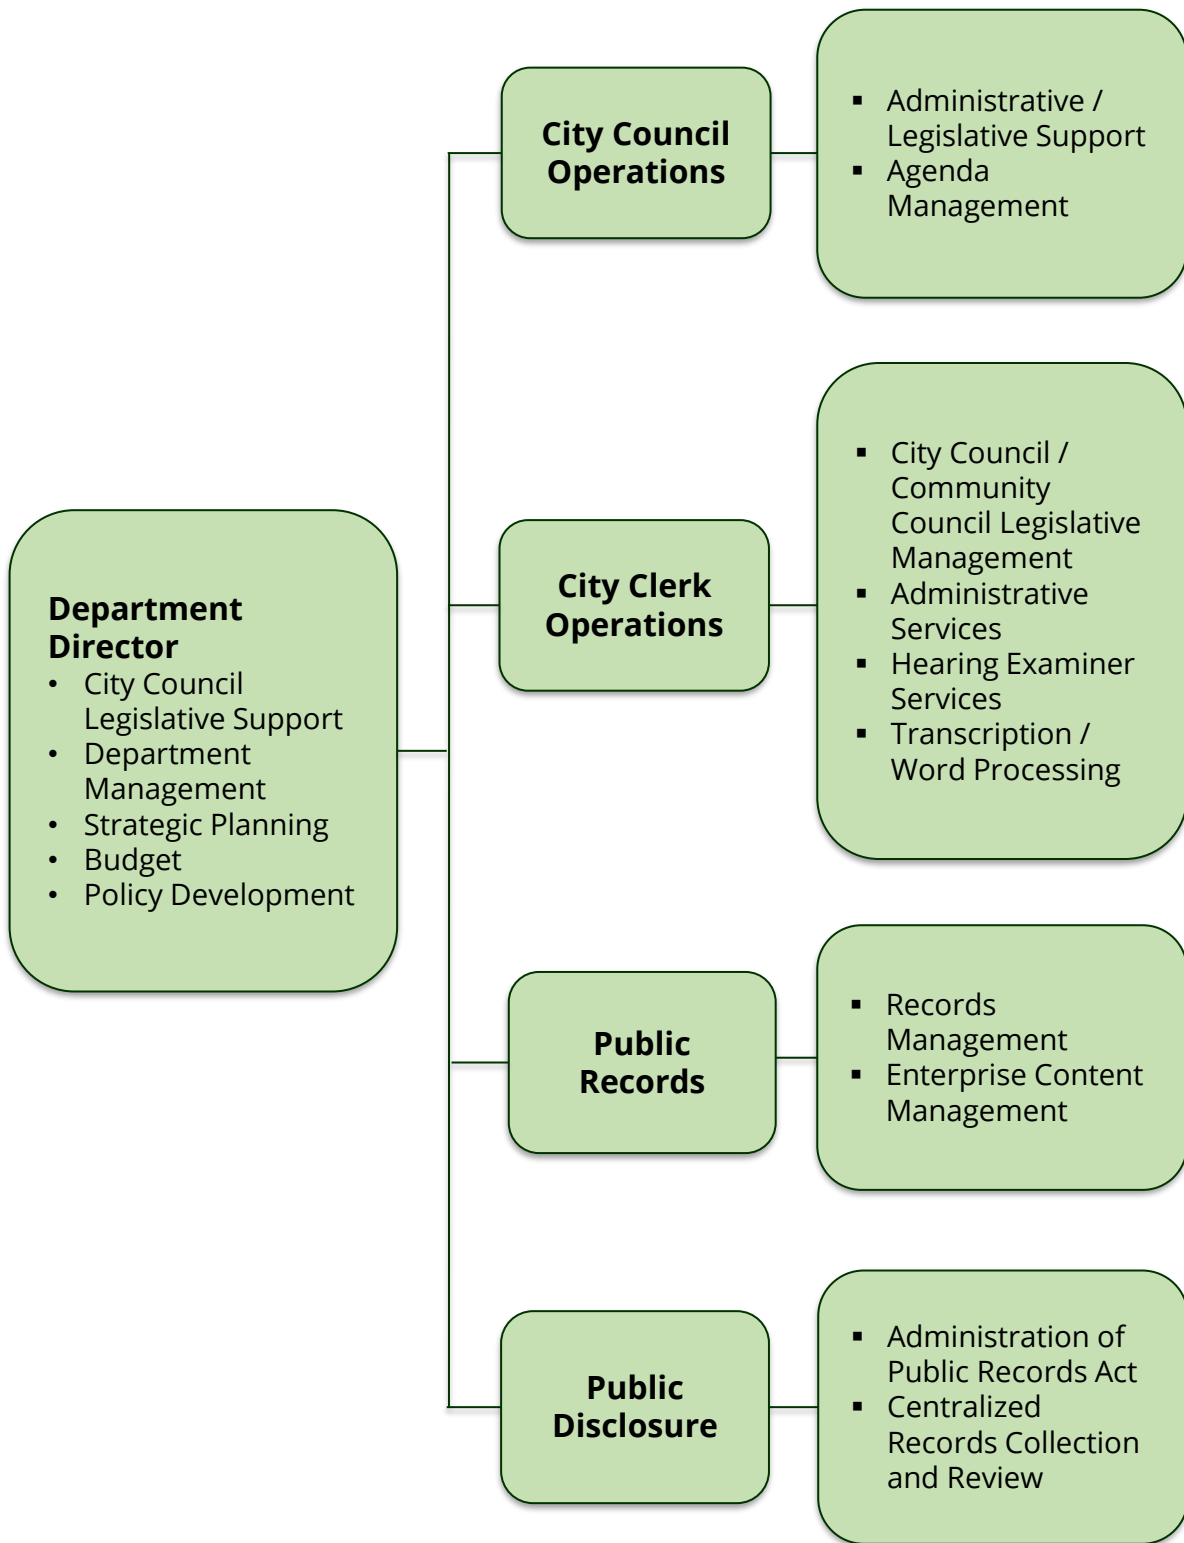 Department
Director
• City Council
Legislative Support
• Department
Management
• Strategic Planning
• Budget
• Policy Development
City Council
Operations
▪ Administrative /
Legislative Support
▪ Agenda
Management
City Clerk
Operations
▪ City Council /
Community
Council Legislative
Management
▪ Administrative
Services
▪ Hearing Examiner
Services
▪ Transcription /
Word Processing
Public
Records
▪ Records
Management
▪ Enterprise Content
Management
Public
Disclosure
▪ Administration of
Public Records Act
▪ Centralized
Records Collection
and Review